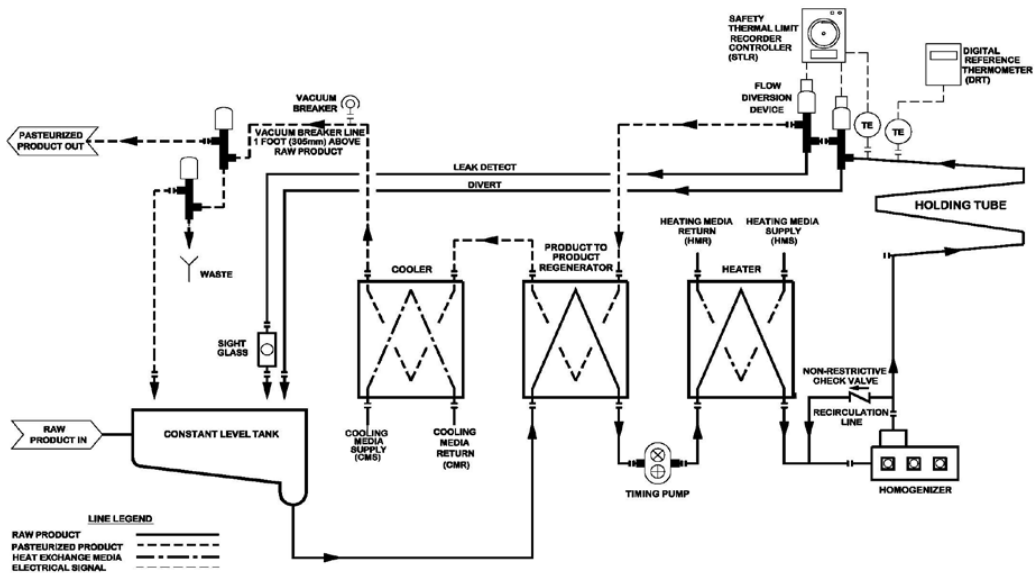 SAFETY
THERMAL LIMIT
RECORDER
CONTROLLER
(STLR)
DIGITAL
REFERENCE
THERMOMETER
(DRT)
FLOW
DIVERSION
DEVICE
TE
TE
VACUUM
BREAKER
PASTEURIZED
PRODUCT OUT
VACUUM BREAKER LINE
1 FOOT (305mm) ABOVE
RAW PRODUCT
LEAK DETECT
DIVERT
HOLDING TUBE
WASTE
COOLER
PRODUCT TO
PRODUCT
REGENERATOR
HEATING MEDIA
RETURN
(HMR)
HEATING MEDIA
SUPPLY
(HMS)
HEATER
SIGHT
GLASS
NON-RESTRICTIVE
CHECK VALVE
RECIRCULATION
LINE
RAW
PRODUCT IN
CONSTANT LEVEL TANK
COOLING
MEDIA
SUPPLY
(CMS)
COOLING
MEDIA
RETURN
(CMR)
TIMING PUMP
HOMOGENIZER
LINE LEGEND
RAW PRODUCT
PASTEURIZED PRODUCT
HEAT EXCHANGE MEDIA
ELECTRICAL SIGNAL